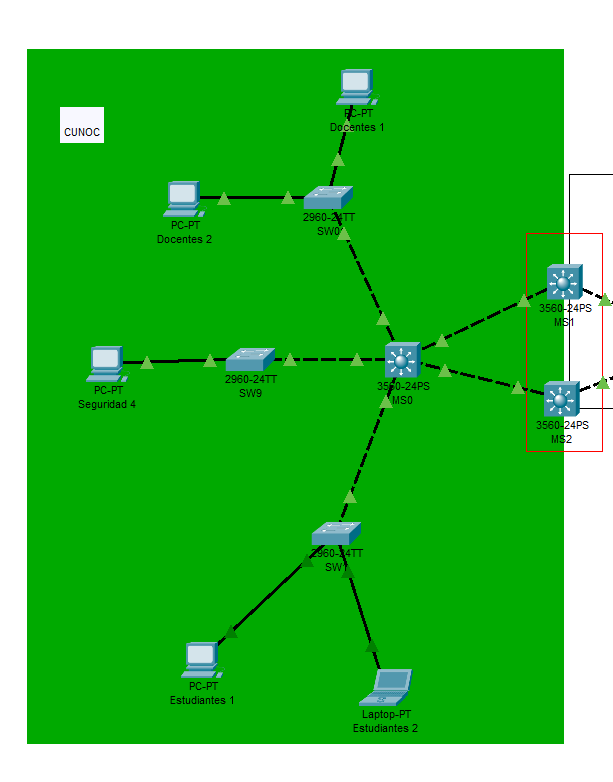 PC-PT
Docentes 1
CUNOC
2960-24TT
SW0
PC-PT
Docentes 2
3560-24PS
MS1
PC-PT
Seguridad 4
2960-24TT
SW9
3560-24PS
MS0
3560-24PS
MS2
2960-24TT
SW1
PC-PT
Estudiantes 1
Laptop-PT
Estudiantes 2